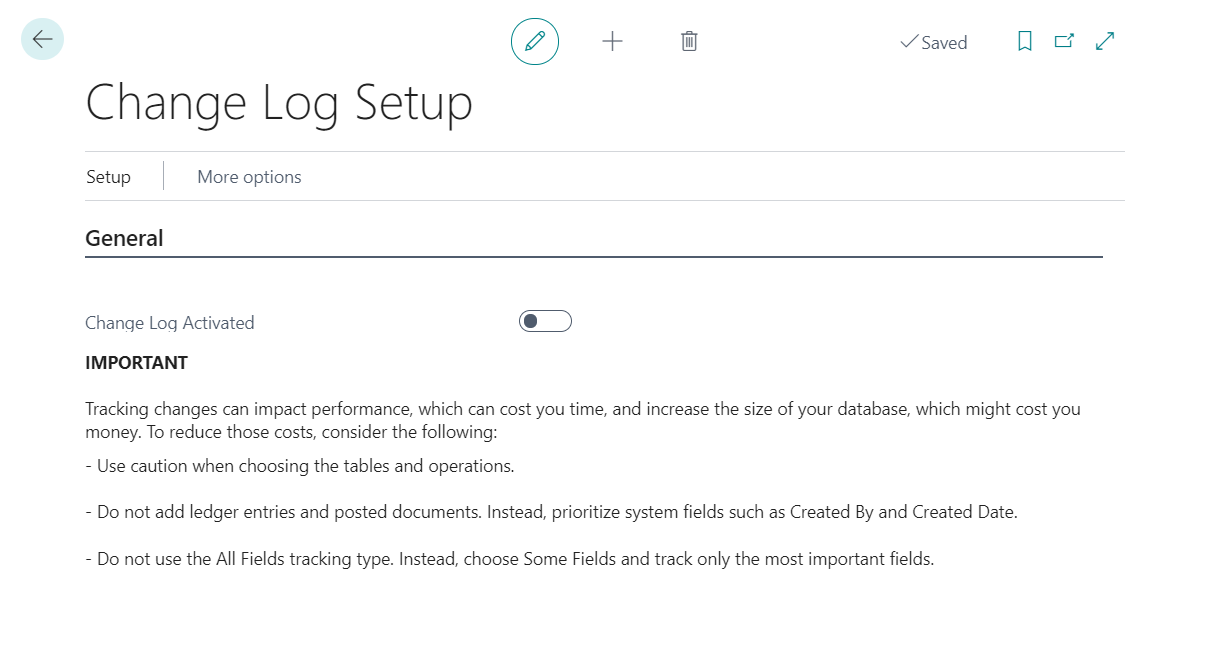 Saved
Change Log Setup
Setup More options
General
Change Log Activated
IMPORTANT
Tracking changes can impact performance, which can cost you time, and increase the size of your database, which might cost you
money. To reduce those costs, consider the following:
- Use caution when choosing the tables and operations.
- Do not add ledger entries and posted documents. Instead, prioritize system fields such as Created By and Created Date.
- Do not use the All Fields tracking type. Instead, choose Some Fields and track only the most important fields.